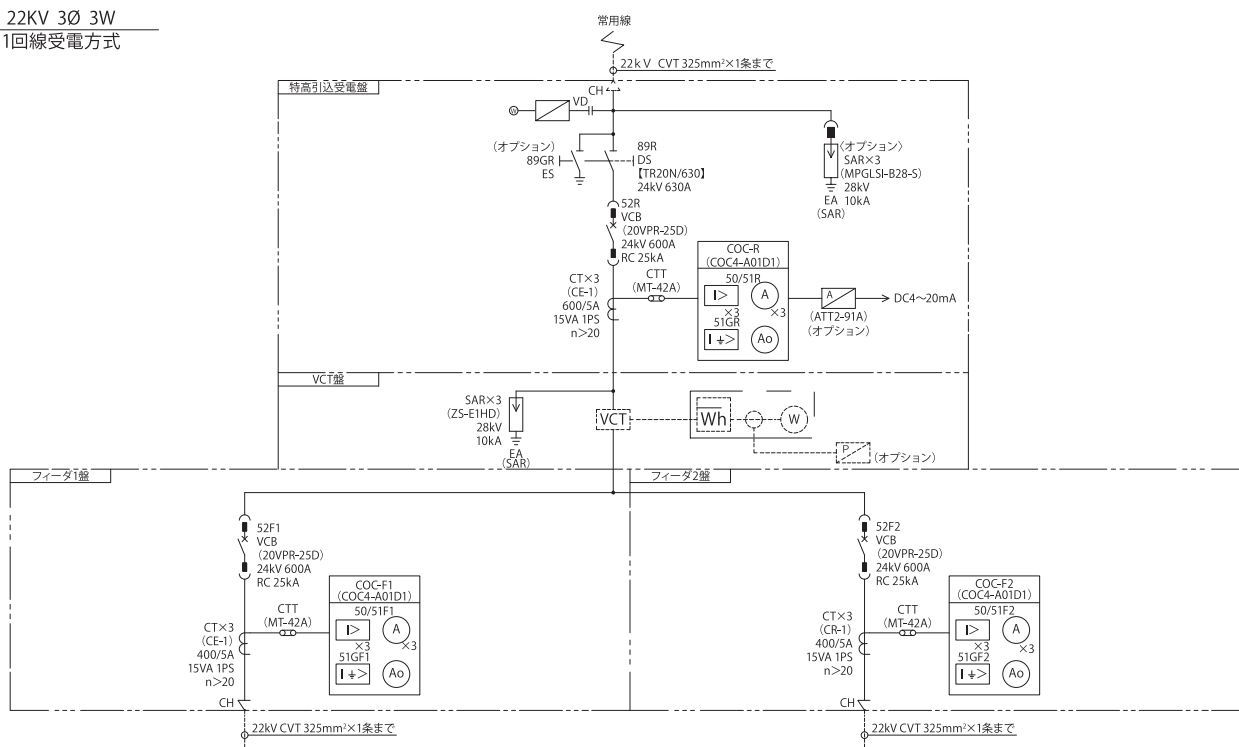 22KV 3Ø 3W
1回線受電方式
常用線
22kV CVT 325mm²×1条まで
特高引込受電盤
CH
W
VD
(オプション)
89GR
ES
89R
DS
【TR20N/630】
24kV 630A
〈オプション〉
SAR×3
(MPGLSI-B28-S)
28kV
10kA
EA
(SAR)
52R
VCB
(20VPR-25D)
24kV 600A
RC 25kA
CT×3
(CE-1)
600/5A
15VA 1PS
n>20
CTT
(MT-42A)
COC-R
(COC4-A01D1)
50/51R
I>
×3
A
×3
51GR
I >
Ao
A
(ATT2-91A)
(オプション)
DC4～20mA
VCT盤
SAR×3
(ZS-E1HD)
28kV
10kA
EA
(SAR)
VCT
Wh
W
P
(オプション)
フィーダ1盤
52F1
VCB
(20VPR-25D)
24kV 600A
RC 25kA
CT×3
(CE-1)
400/5A
15VA 1PS
n>20
CTT
(MT-42A)
COC-F1
(COC4-A01D1)
50/51F1
I>
×3
A
×3
51GF1
I >
Ao
CH
22kV CVT 325mm²×1条まで
フィーダ2盤
52F2
VCB
(20VPR-25D)
24kV 600A
RC 25kA
CT×3
(CR-1)
400/5A
15VA 1PS
n>20
CTT
(MT-42A)
COC-F2
(COC4-A01D1)
50/51F2
I>
×3
A
×3
51GF2
I >
Ao
CH
22kV CVT 325mm²×1条まで